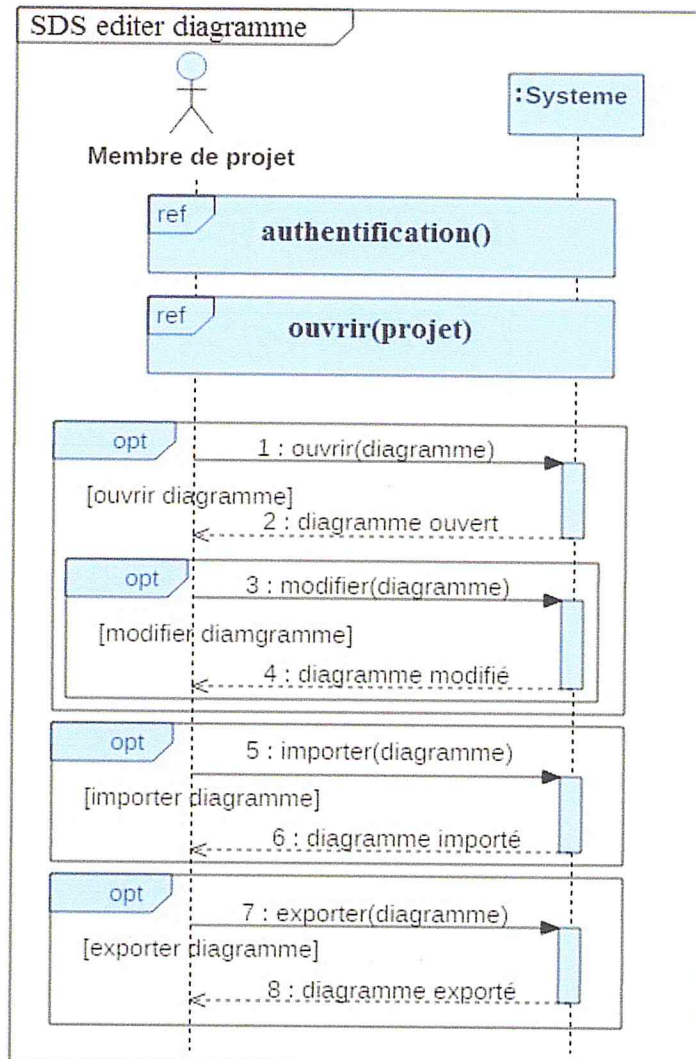 SDS editer diagramme
:Systeme
Membre de projet
ref
authentification()
ref
ouvrir(projet)
opt
1 : ouvrir(diagramme)
[ouvrir diagramme]
2 : diagramme ouvert
opt
3 : modifier(diagramme)
[modifier diamgramme]
4 : diagramme modifié
opt
5 : importer(diagramme)
[importer diagramme]
6 : diagramme importé
opt
7 : exporter(diagramme)
[exporter diagramme]
8 : diagramme exporté